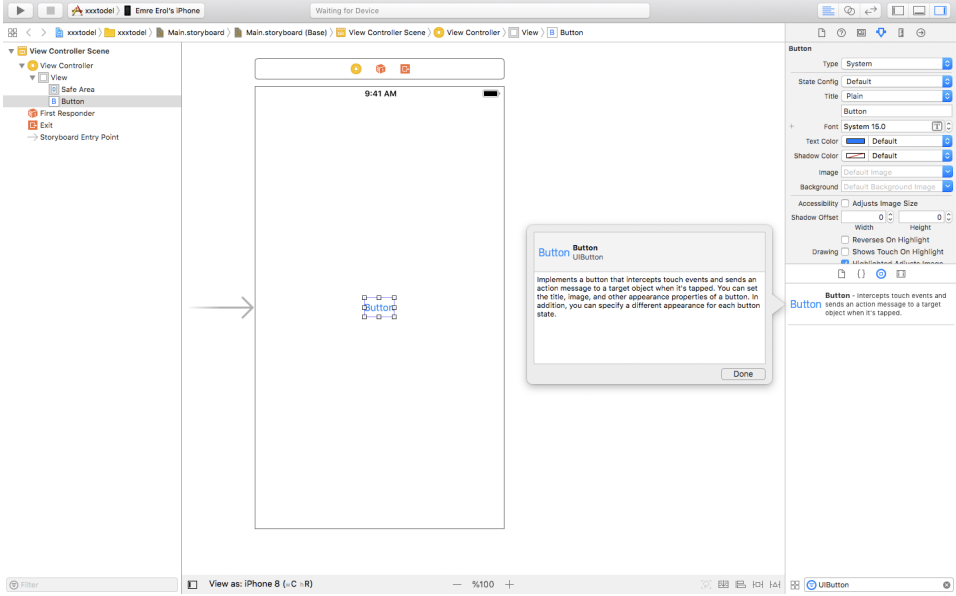 xxxtodel
Emre Erol's iPhone
Waiting for Device
xxxtodel
xxxtodel
Main.storyboard
Main.storyboard (Base)
View Controller Scene
View Controller
View
B Button
View Controller Scene
View Controller
View
Safe Area
B Button
First Responder
Exit
Storyboard Entry Point
9:41 AM
Button
Button
UIButton
Button
Implements a button that intercepts touch events and sends an
action message to a target object when it's tapped. You can set
the title, image, and other appearance properties of a button. In
addition, you can specify a different appearance for each button
state.
Done
Button
Type System
State Config Default
Title Plain
Button
+ Font System 15.0 T
Text Color Default
Shadow Color Default
Image Default Image
Background Default Background Image
Accessibility Adjusts Image Size
Shadow Offset 0 0
Width Height
Reverses On Highlight
Drawing Shows Touch On Highlight
Highlighted Adjusts Image
{ }
Button
Button - Intercepts touch events and
sends an action message to a target
object when it's tapped.
Filter
View as: iPhone 8 (wC hR)
— %100 +
UIButton